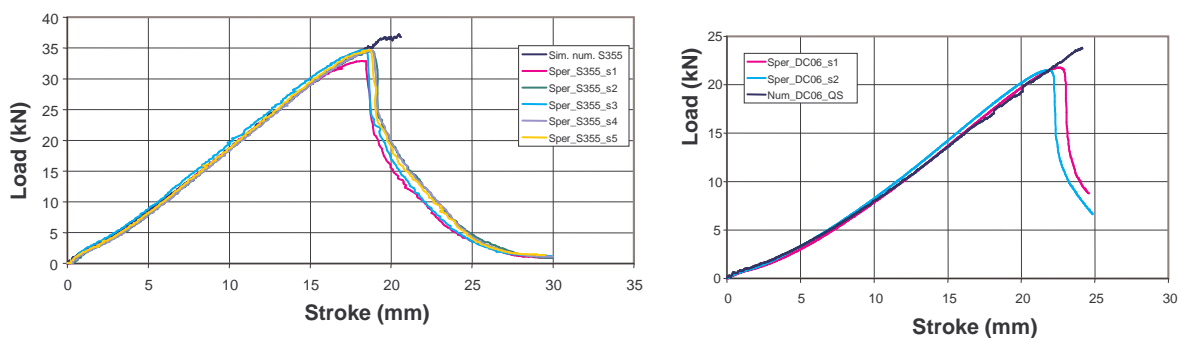 40
35
30
25
20
15
10
5
0
Load (kN)
0 5 10 15 20 25 30 35
Stroke (mm)
Sim. num. S355
Sper_S355_s1
Sper_S355_s2
Sper_S355_s3
Sper_S355_s4
Sper_S355_s5
25
20
15
10
5
0
Load (kN)
0 5 10 15 20 25 30
Stroke (mm)
Sper_DC06_s1
Sper_DC06_s2
Num_DC06_QS